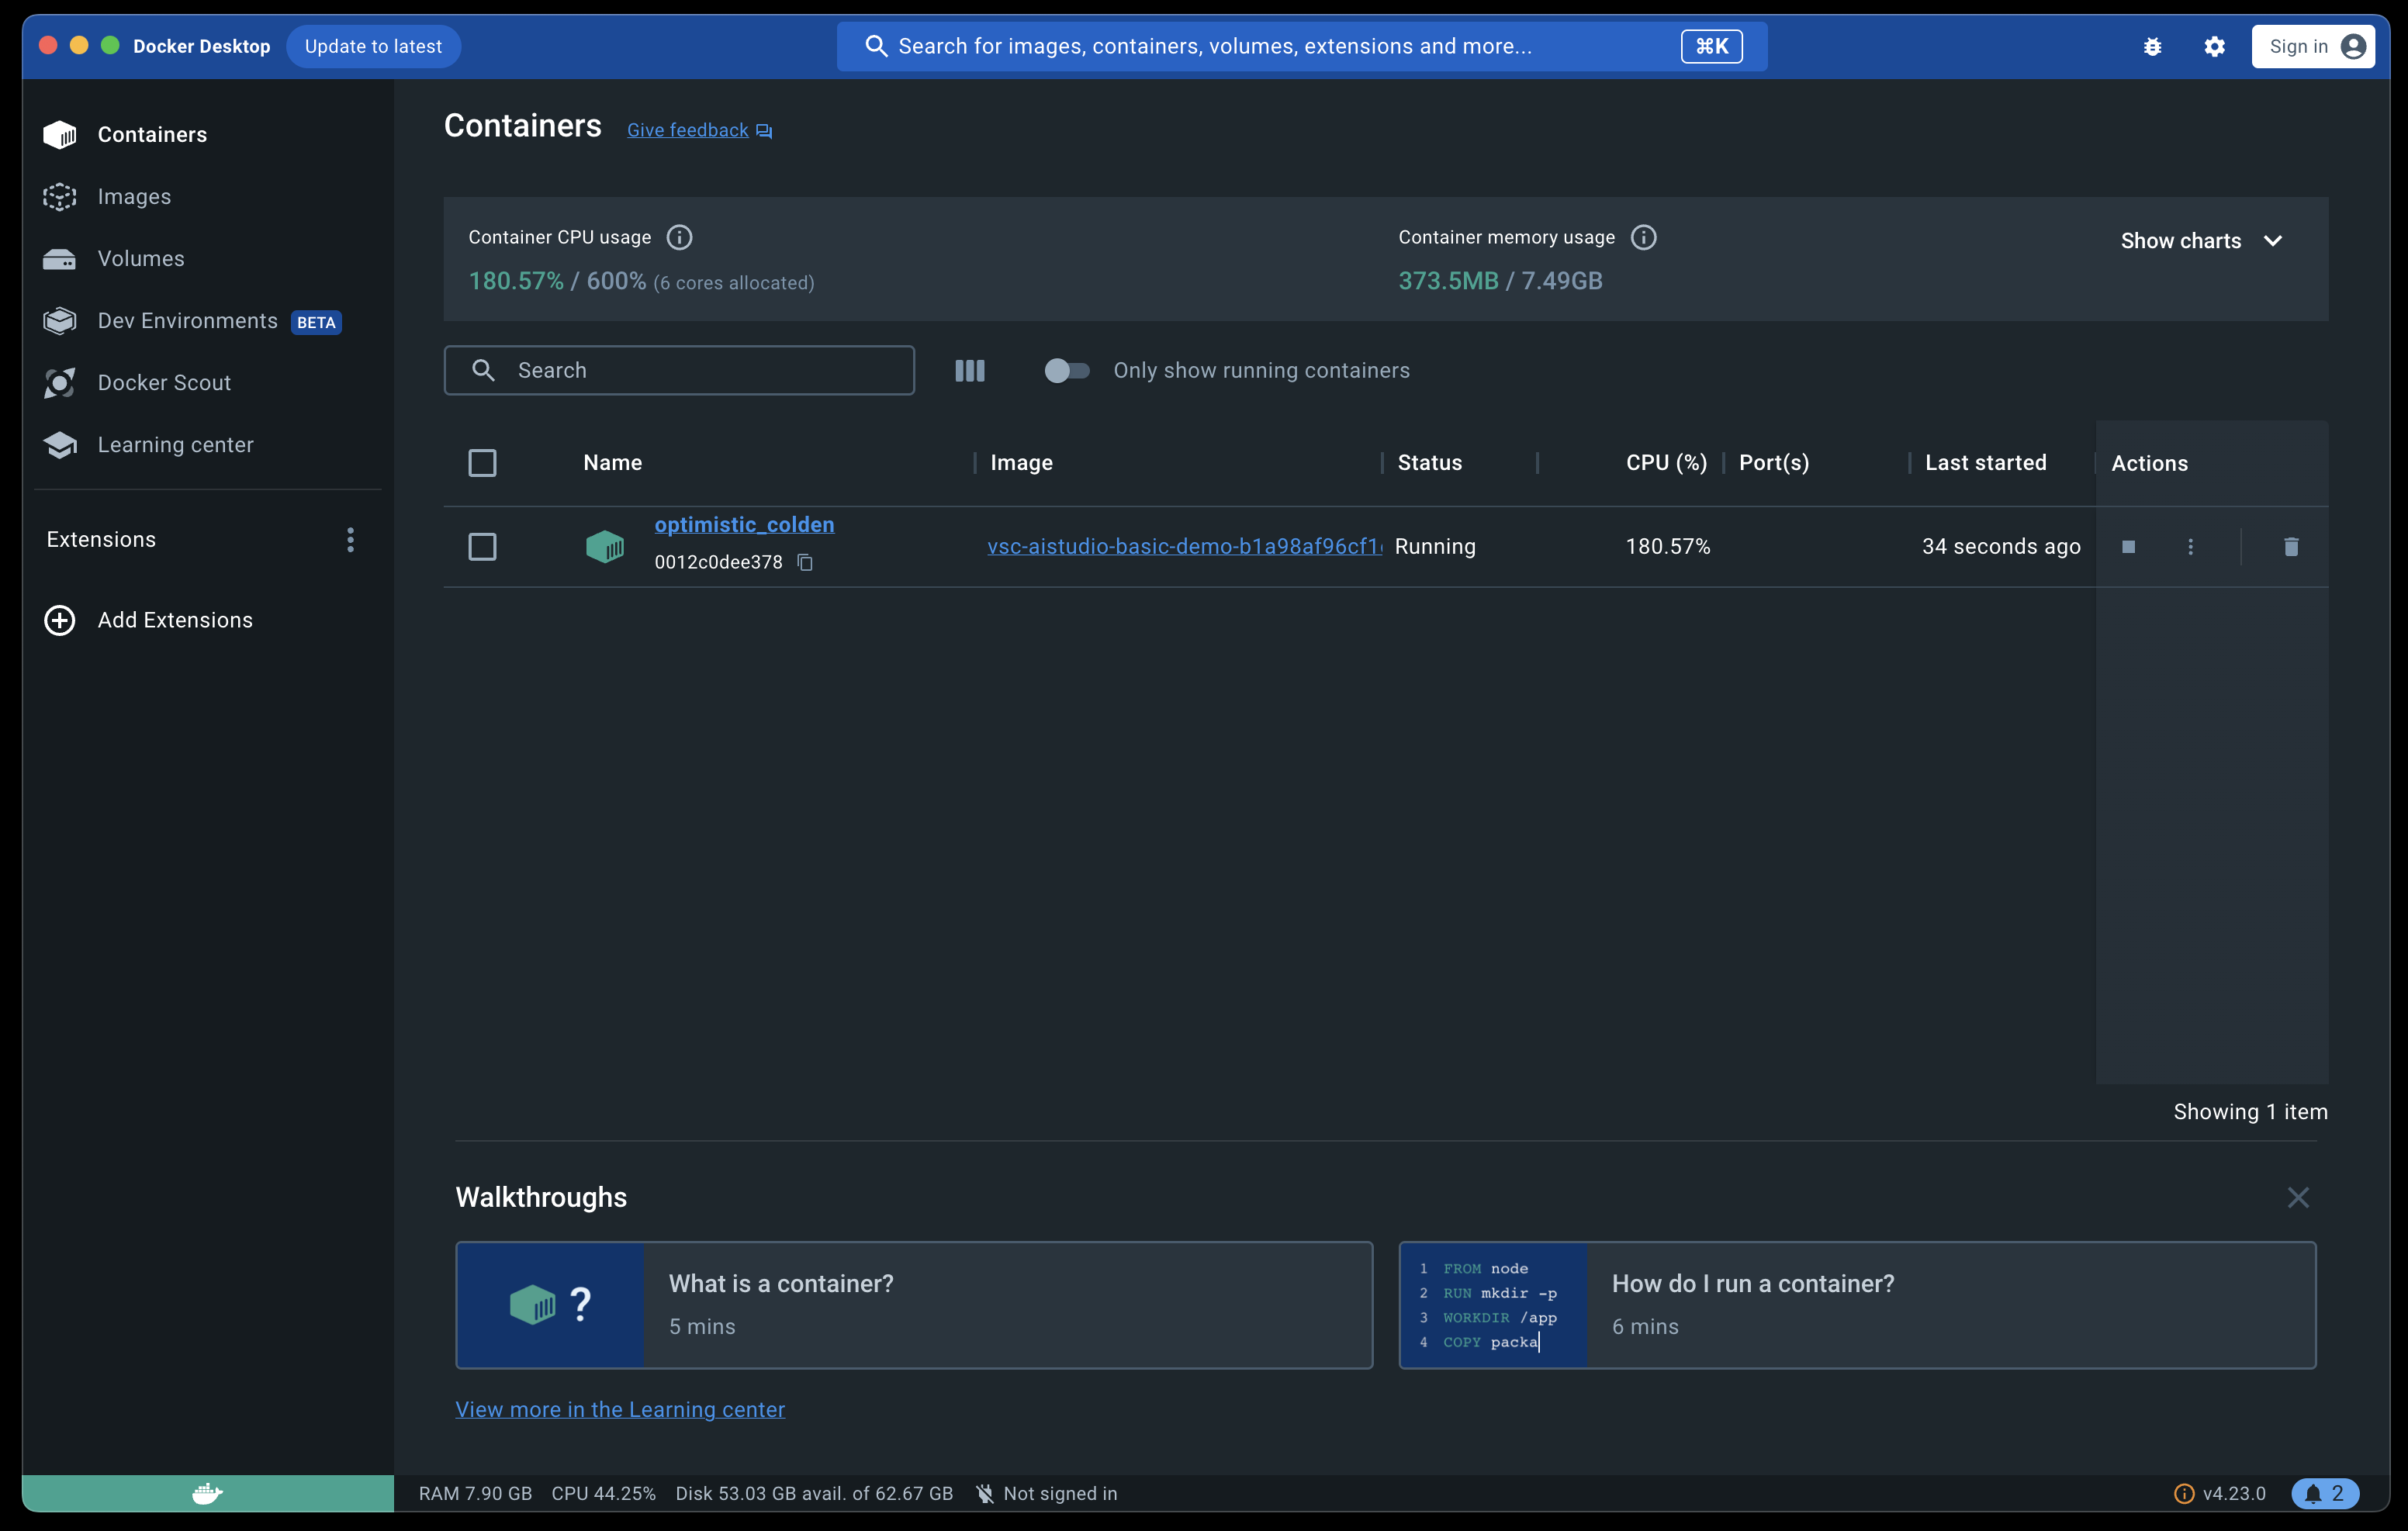 Docker Desktop
Update to latest
Search for images, containers, volumes, extensions and more...
⌘K
Sign in
Containers
Images
Volumes
Dev Environments BETA
Docker Scout
Learning center
Extensions
Add Extensions
Containers
Give feedback
Container CPU usage
180.57% / 600% (6 cores allocated)
Container memory usage
373.5MB / 7.49GB
Show charts
Search
Only show running containers
Name Image Status CPU (%) Port(s) Last started Actions
optimistic_colden
0012c0dee378
vsc-aistudio-basic-demo-b1a98af96cf1
Running
180.57%
34 seconds ago
Showing 1 item
Walkthroughs
?
What is a container?
5 mins
1 FROM node
2 RUN mkdir -p
3 WORKDIR /app
4 COPY packa
How do I run a container?
6 mins
View more in the Learning center
RAM 7.90 GB CPU 44.25% Disk 53.03 GB avail. of 62.67 GB Not signed in
v4.23.0
2